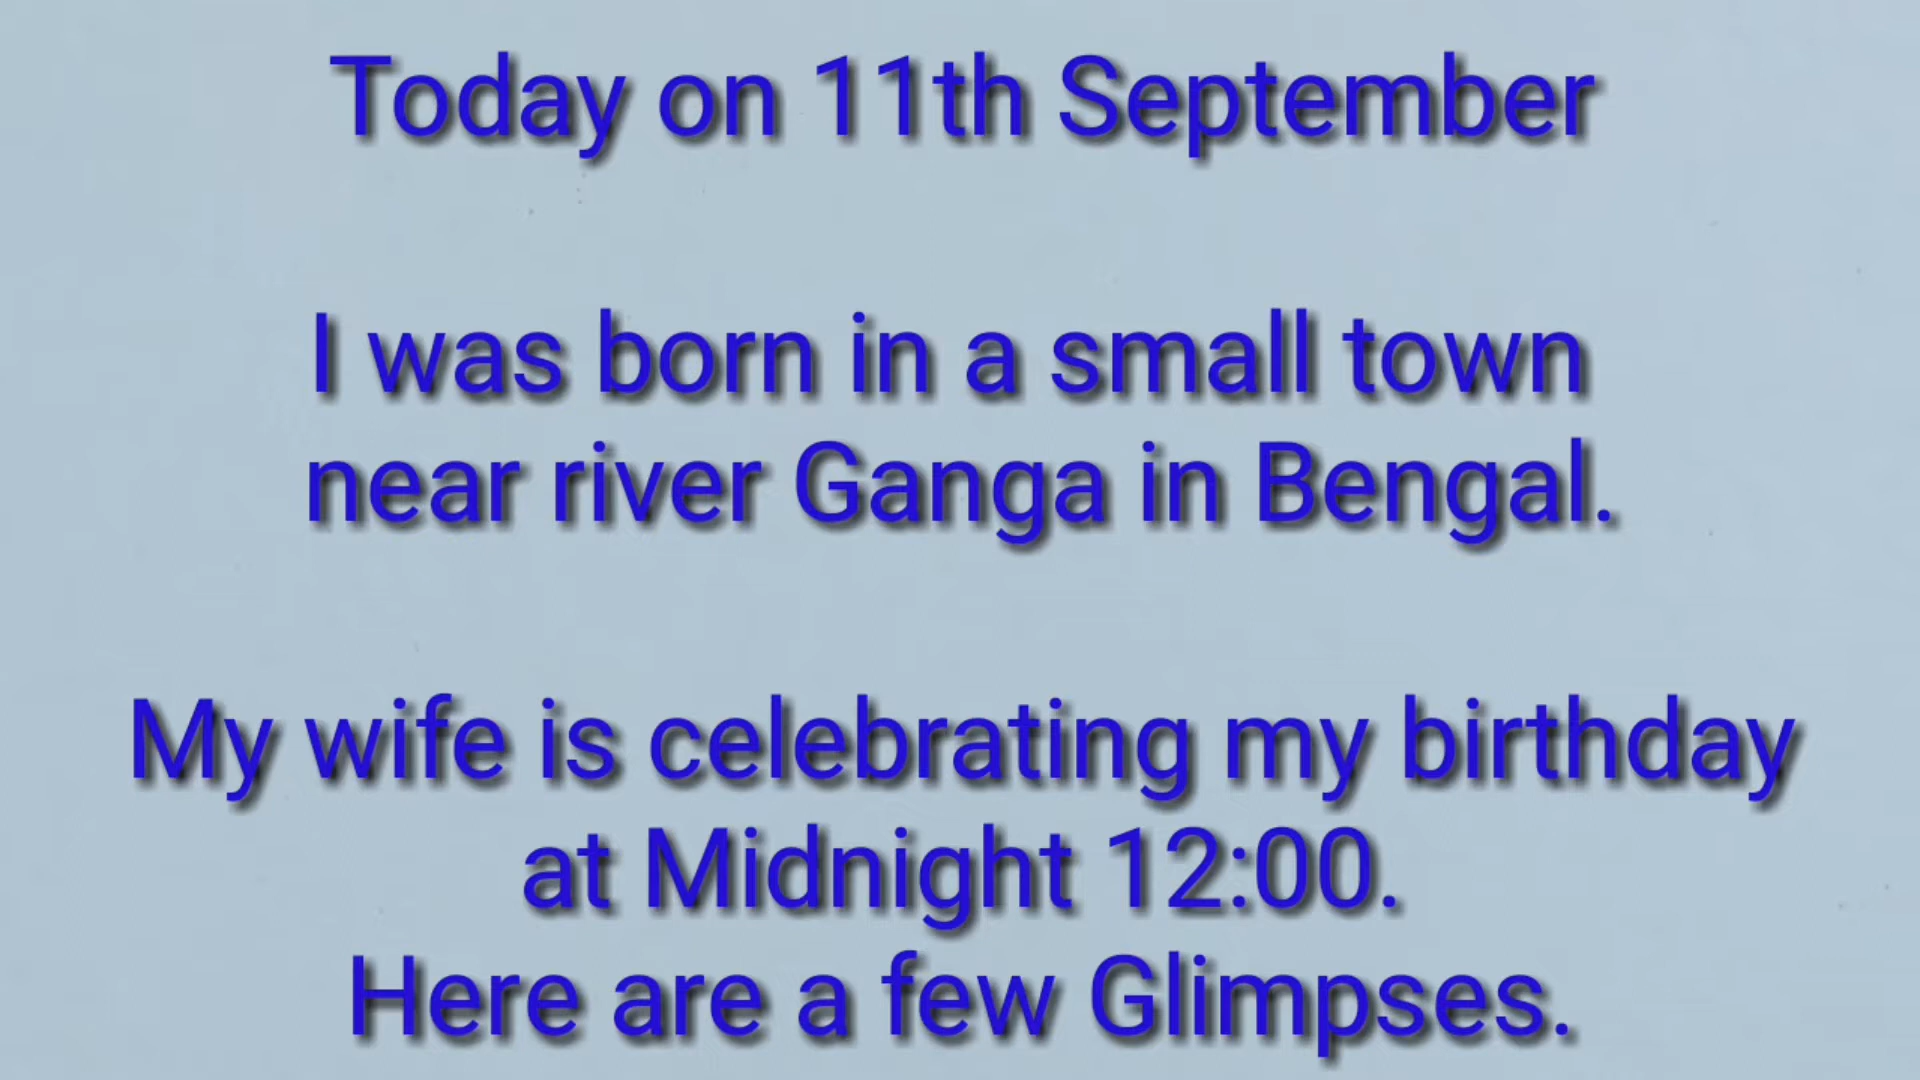 Today on 11th September
I was born in a small town
near river Ganga in Bengal.
My wife is celebrating my birthday
at Midnight 12:00.
Here are a few Glimpses.